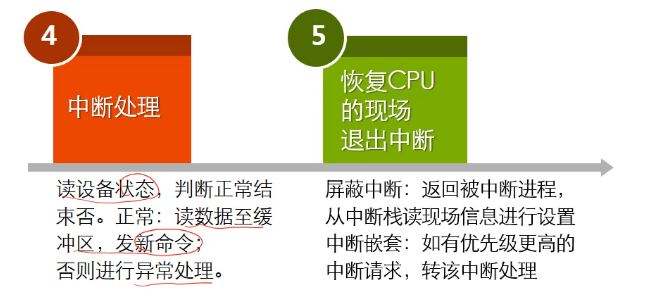 4
中断处理
读设备状态，判断正常结
束否。正常：读数据至缓
冲区，发新命令；
否则进行异常处理。
5
恢复CPU
的现场
退出中断
屏蔽中断：返回被中断进程，
从中断栈读现场信息进行设置
中断嵌套：如有优先级更高的
中断请求，转该中断处理